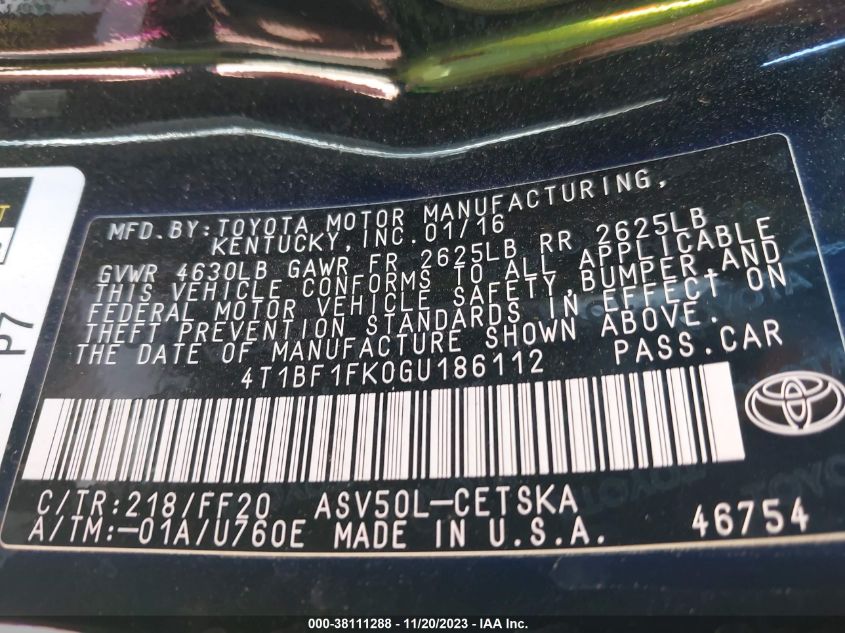 MFD.BY:TOYOTA MOTOR MANUFACTURING,
KENTUCKY,INC.01/16
GVWR 4630LB GAWR FR 2625LB RR 2625LB
THIS VEHICLE CONFORMS TO ALL APPLICABLE
FEDERAL MOTOR VEHICLE SAFETY,BUMPER,AND
THEFT PREVENTION STANDARDS IN EFFECT ON
THE DATE OF MANUFACTURE SHOWN ABOVE.
4T1BF1FK0GU186112 PASS.CAR
C/TR:218/FF20 ASV50L-CETSKA
A/TM:-01A/U760E MADE IN U.S.A. 46754
P7
000-38111288 - 11/20/2023 - IAA Inc.